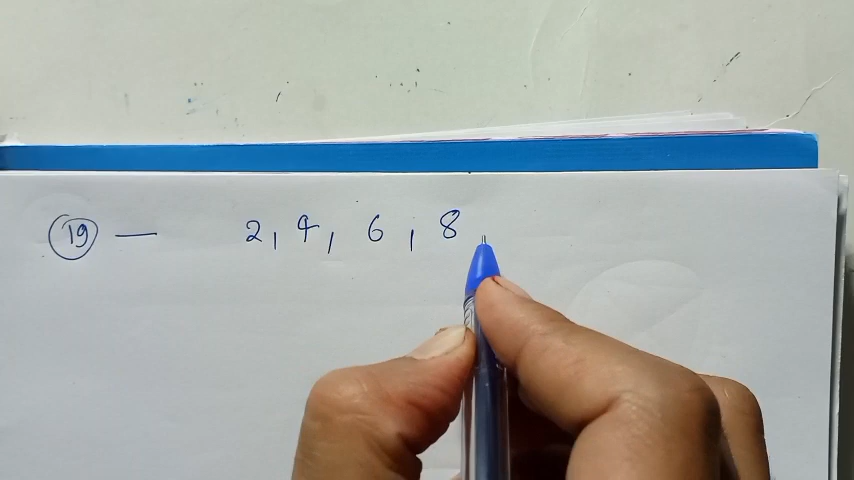 19 — 2, 4, 6, 8